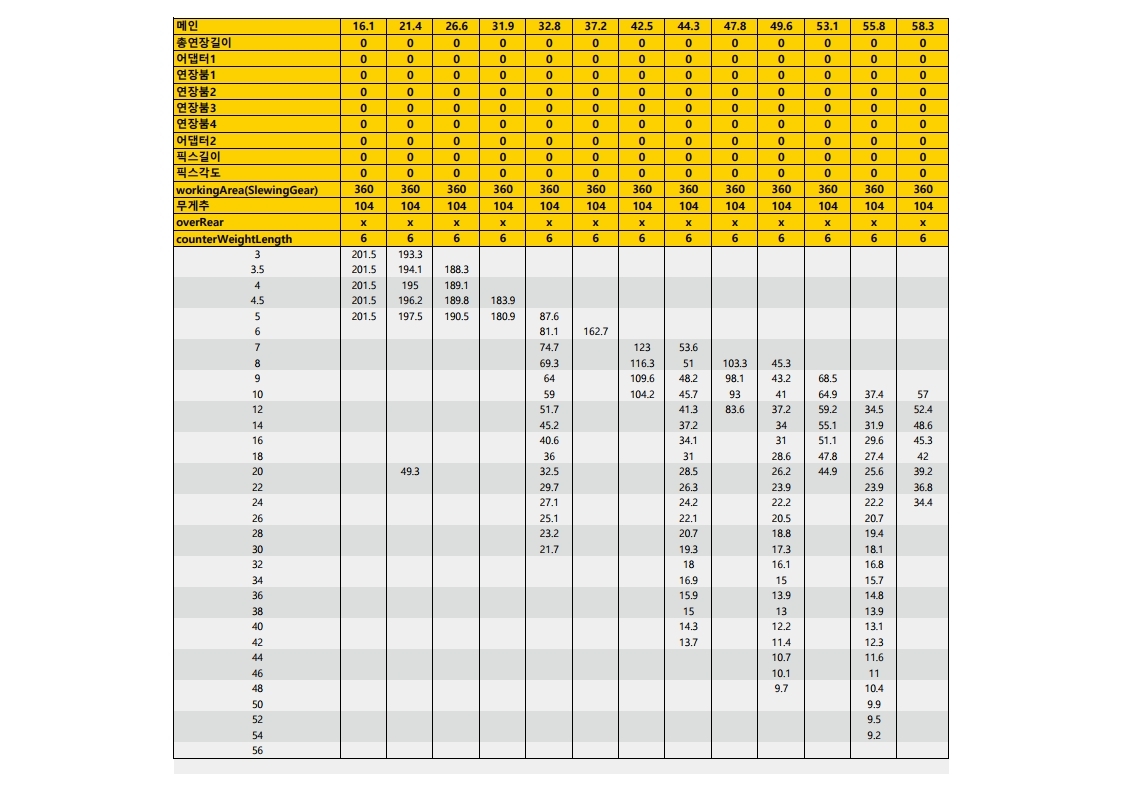 메인 16.1 21.4 26.6 31.9 32.8 37.2 42.5 44.3 47.8 49.6 53.1 55.8 58.3
총연장길이 0 0 0 0 0 0 0 0 0 0 0 0 0
어댑터1 0 0 0 0 0 0 0 0 0 0 0 0 0
연장붐1 0 0 0 0 0 0 0 0 0 0 0 0 0
연장붐2 0 0 0 0 0 0 0 0 0 0 0 0 0
연장붐3 0 0 0 0 0 0 0 0 0 0 0 0 0
연장붐4 0 0 0 0 0 0 0 0 0 0 0 0 0
어댑터2 0 0 0 0 0 0 0 0 0 0 0 0 0
픽스길이 0 0 0 0 0 0 0 0 0 0 0 0 0
픽스각도 0 0 0 0 0 0 0 0 0 0 0 0 0
workingArea(SlewingGear) 360 360 360 360 360 360 360 360 360 360 360 360 360
무게추 104 104 104 104 104 104 104 104 104 104 104 104 104
overRear x x x x x x x x x x x x x
counterWeightLength 6 6 6 6 6 6 6 6 6 6 6 6 6
3 201.5 193.3
3.5 201.5 194.1 188.3
4 201.5 195 189.1
4.5 201.5 196.2 189.8 183.9
5 201.5 197.5 190.5 180.9 87.6
6 81.1 162.7
7 74.7 123 53.6
8 69.3 116.3 51 103.3 45.3
9 64 109.6 48.2 98.1 43.2 68.5
10 59 104.2 45.7 93 41 64.9 37.4 57
12 51.7 41.3 83.6 37.2 59.2 34.5 52.4
14 45.2 37.2 34 55.1 31.9 48.6
16 40.6 34.1 31 51.1 29.6 45.3
18 36 31 28.6 47.8 27.4 42
20 49.3 32.5 28.5 26.2 44.9 25.6 39.2
22 29.7 26.3 23.9 23.9 36.8
24 27.1 24.2 22.2 22.2 34.4
26 25.1 22.1 20.5 20.7
28 23.2 20.7 18.8 19.4
30 21.7 19.3 17.3 18.1
32 18 16.1 16.8
34 16.9 15 15.7
36 15.9 13.9 14.8
38 15 13 13.9
40 14.3 12.2 13.1
42 13.7 11.4 12.3
44 10.7 11.6
46 10.1 11
48 9.7 10.4
50 9.9
52 9.5
54 9.2
56